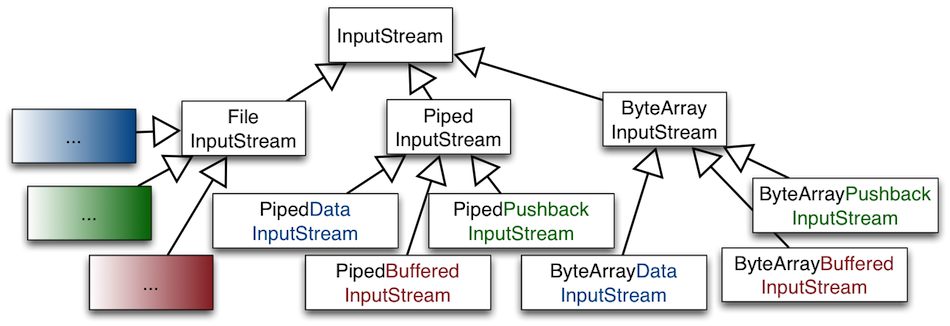 InputStream
File
InputStream
Piped
InputStream
ByteArray
InputStream
...
...
...
PipedData
InputStream
PipedPushback
InputStream
PipedBuffered
InputStream
ByteArrayData
InputStream
ByteArrayPushback
InputStream
ByteArrayBuffered
InputStream